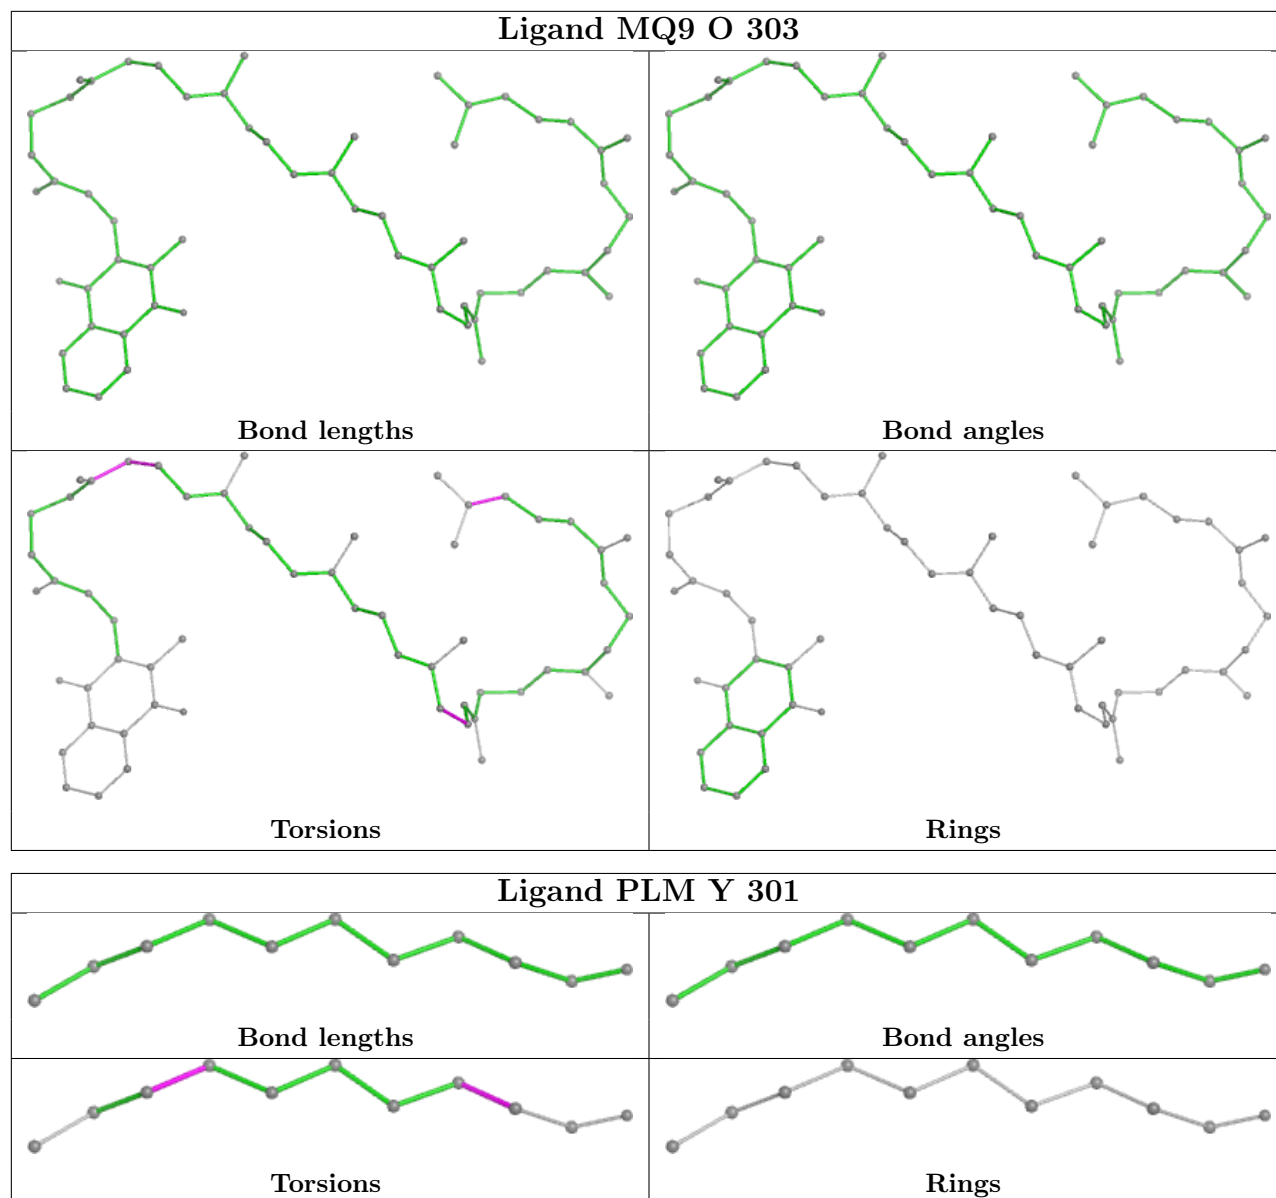 Ligand MQ9 O 303
Bond lengths
Bond angles
Torsions
Rings
Ligand PLM Y 301
Bond lengths
Bond angles
Torsions
Rings